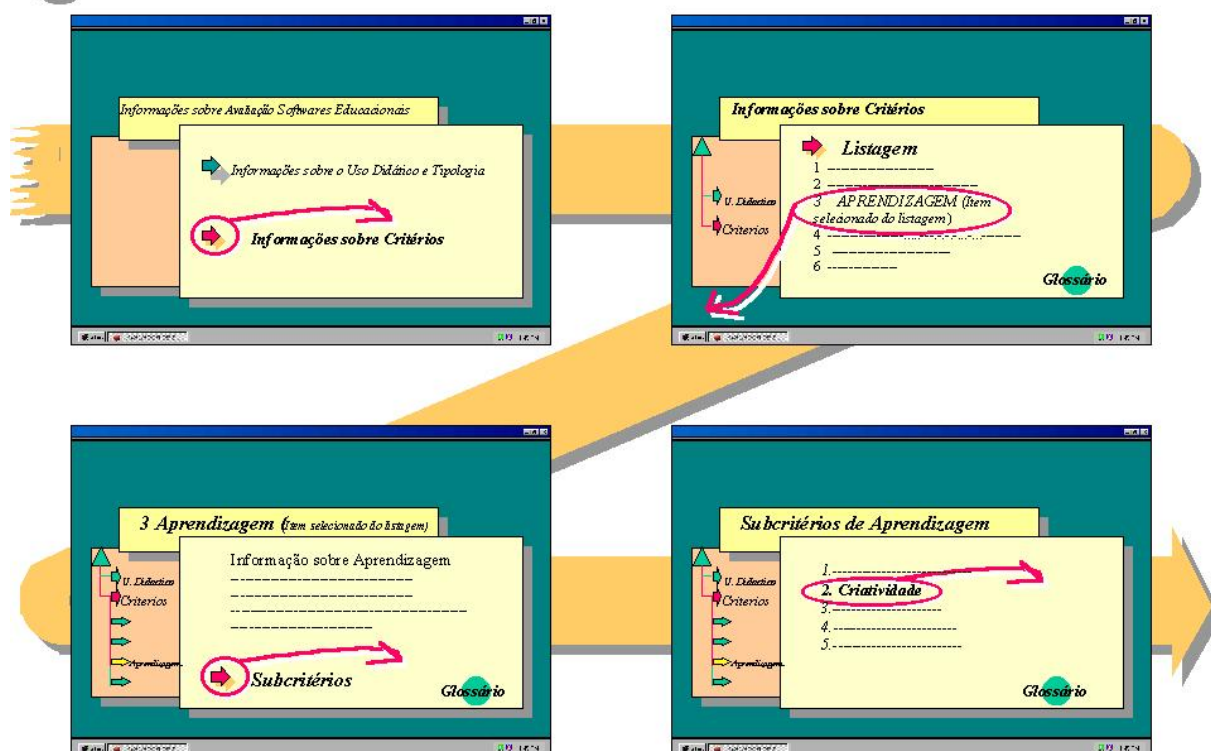 Informações sobre Avaliação Softwares Educacionais
Informações sobre o Uso Didático e Tipologia
Informações sobre Critérios
Informações sobre Critérios
Listagem
1 ---------------------
2 ------------------------------
3 APRENDIZAGEM (Item
selecionado do listagem)
4 ---------------------------------------
5 -----------------------
6 --------------
U. Didactico
Criterios
Glossário
3 Aprendizagem (Item selecionado do listagem)
Informação sobre Aprendizagem
U. Didactico
Criterios
Aprendizagem
Subcritérios
Glossário
Subcritérios de Aprendizagem
1.----------------------------
2. Criatividade
3.----------------------
4.-------------------------
5.--------------------------
U. Didactico
Criterios
Aprendizagem
Glossário